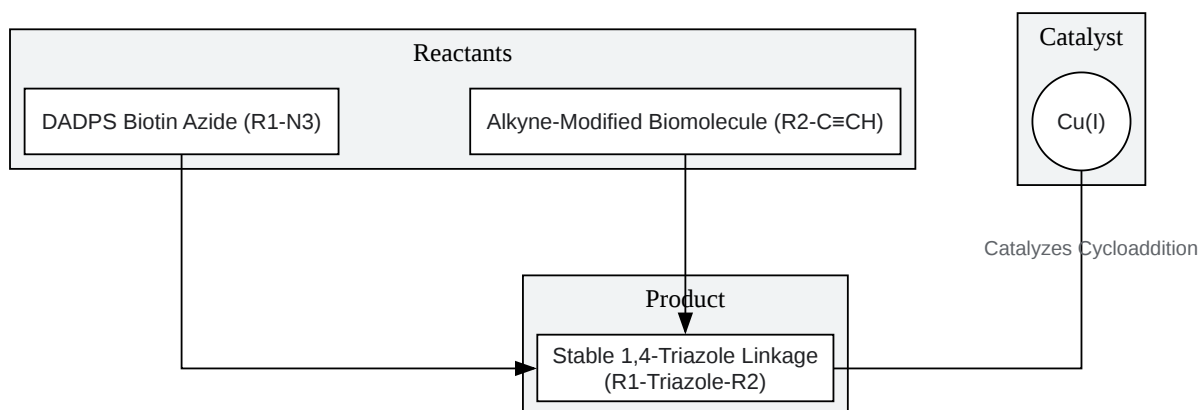 Reactants
DADPS Biotin Azide (R1-N3)
Alkyne-Modified Biomolecule (R2-C≡CH)
Catalyst
Cu(I)
Catalyzes Cycloaddition
Product
Stable 1,4-Triazole Linkage
(R1-Triazole-R2)